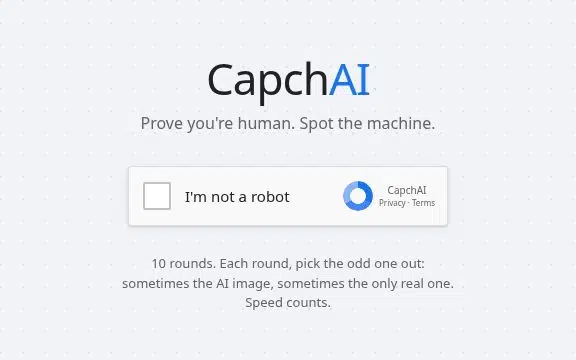 CapchAI
Prove you're human. Spot the machine.
I'm not a robot
CapchAI
Privacy · Terms
10 rounds. Each round, pick the odd one out:
sometimes the AI image, sometimes the only real one.
Speed counts.